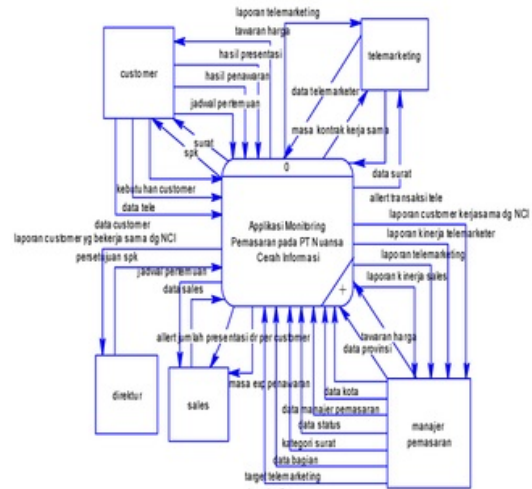 laporan telemarketing
tawaran harga
hasil presentasi
customer
telemarketing
hasil penawaran
data telemarketer
jadwal pertemuan
masa kontrak kerja sama
surat
spk
0
data surat
kebutuhan customer
allert transaksi tele
data tele
laporan customer kerjasama dg NCI
data customer
Applikasi Monitoring
Pemasaran pada PT Nuansa
Cerah Informasi
laporan kinerja telemarketer
laporan customer yg bekerja sama dg NCI
laporan telemarketing
persetujuan spk
jadwal pertemuan
laporan kinerja sales
data sales
+
tawaran harga
allert jumlah presentasi dr per customer
data provinsi
masa exp penawaran
data kota
direktur
sales
data manajer pemasaran
data status
manajer
pemasaran
kategori surat
data bagian
target telemarketing